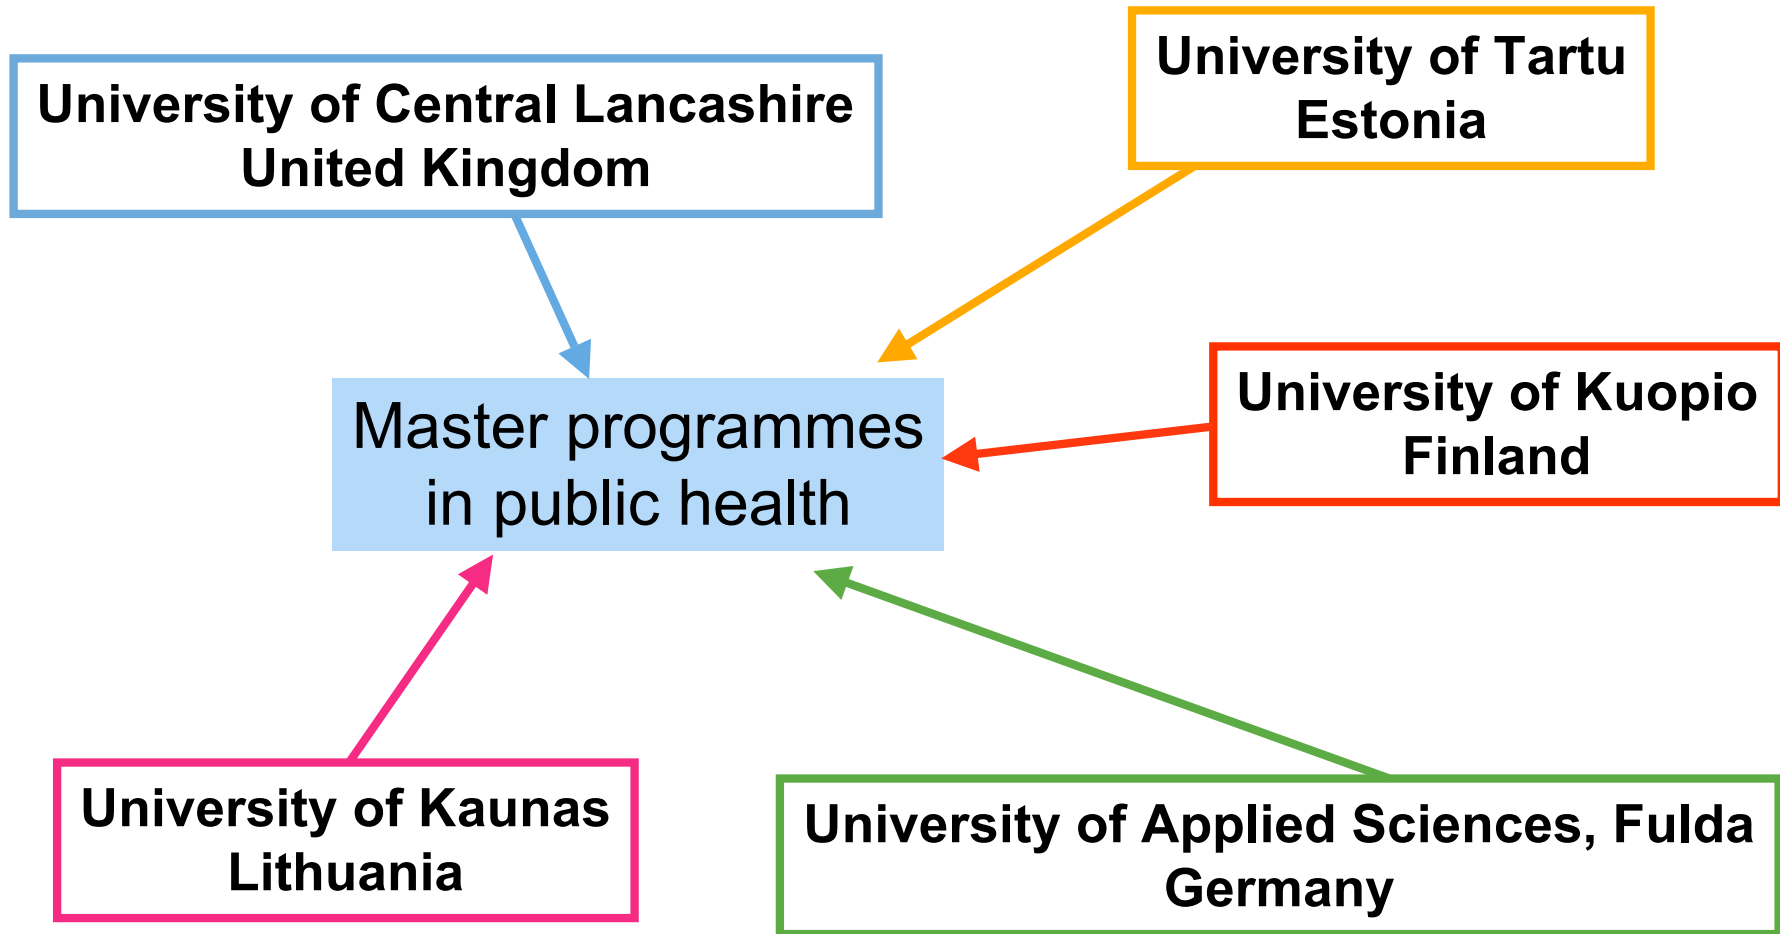 University of Central Lancashire
United Kingdom
University of Tartu
Estonia
University of Kuopio
Finland
Master programmes
in public health
University of Kaunas
Lithuania
University of Applied Sciences, Fulda
Germany